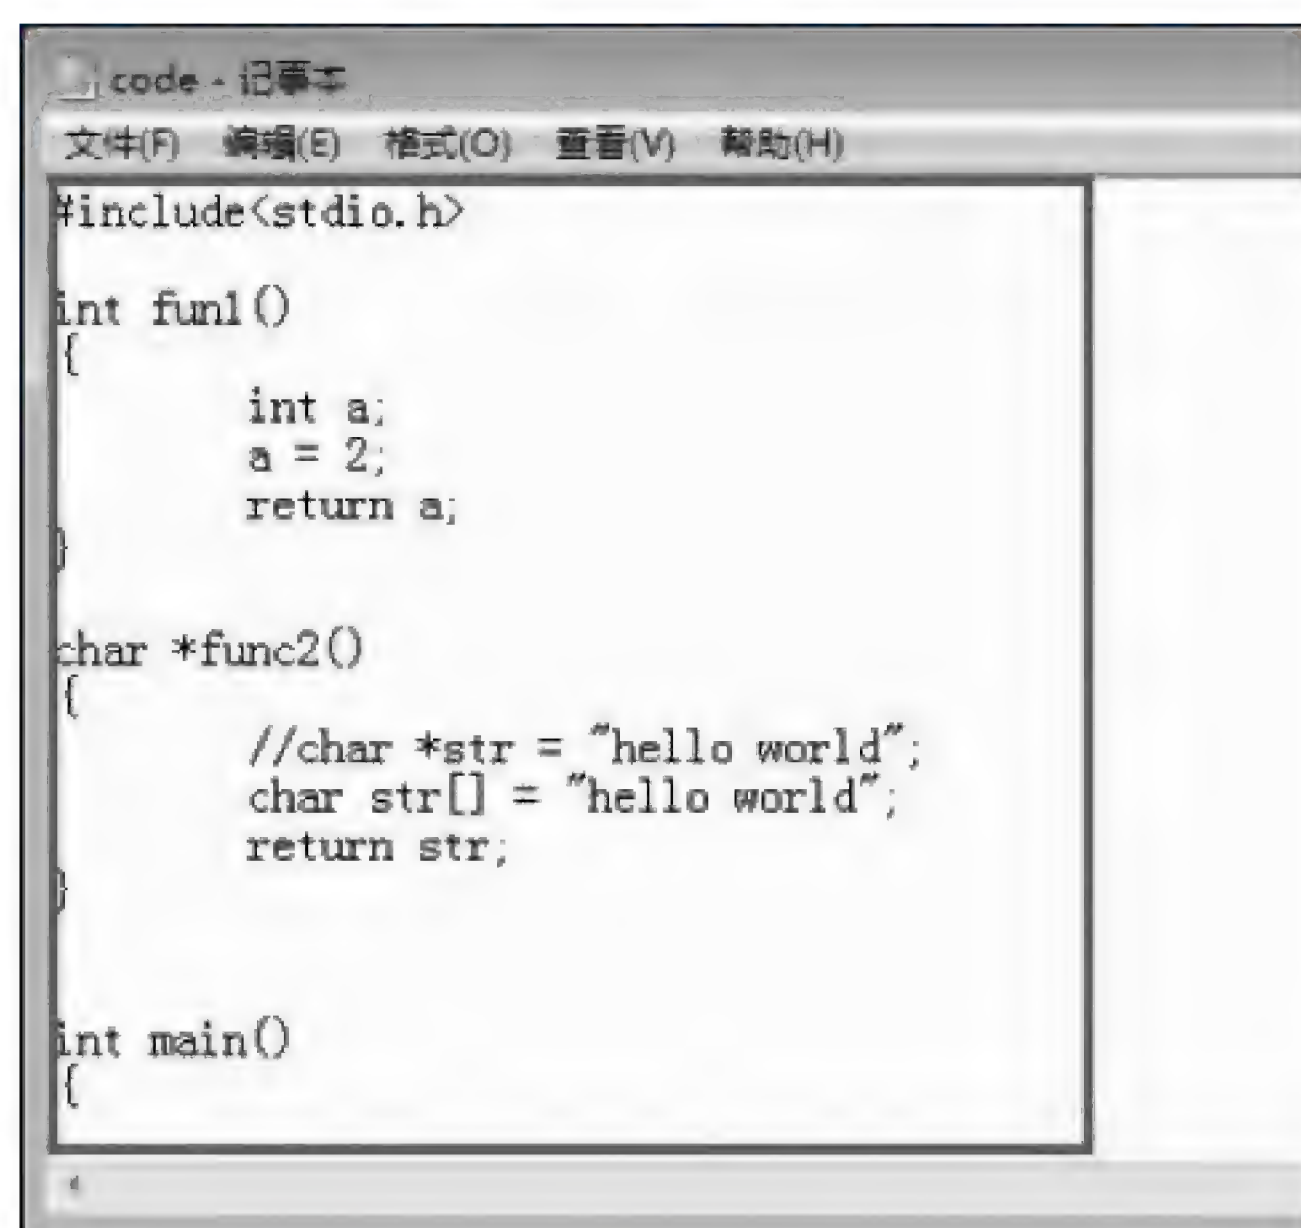 code - 记事本
文件(F) 编辑(E) 格式(O) 查看(V) 帮助(H)
#include<stdio.h>
int fun1()
{
int a;
a = 2;
return a;
}
char *func2()
{
//char *str = "hello world";
char str[] = "hello world";
return str;
}
int main()
{